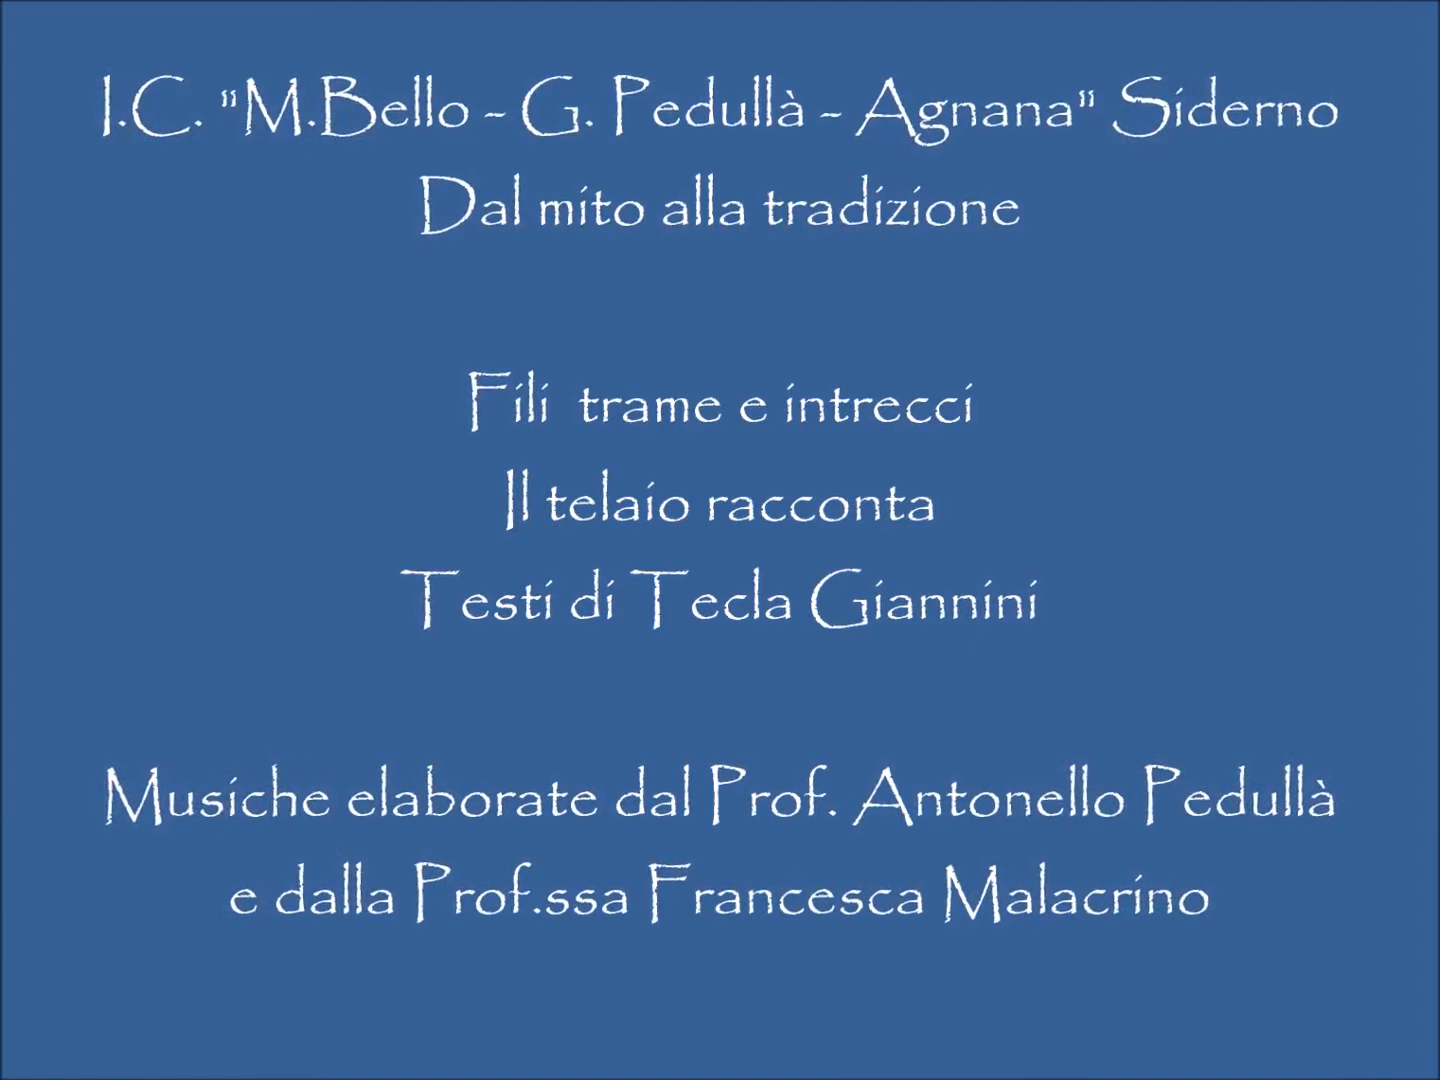 I.C. "M.Bello - G. Pedullà - Agnana" Siderno
Dal mito alla tradizione
Fili trame e intrecci
Il telaio racconta
Testi di Tecla Giannini
Musiche elaborate dal Prof. Antonello Pedullà
e dalla Prof.ssa Francesca Malacrino